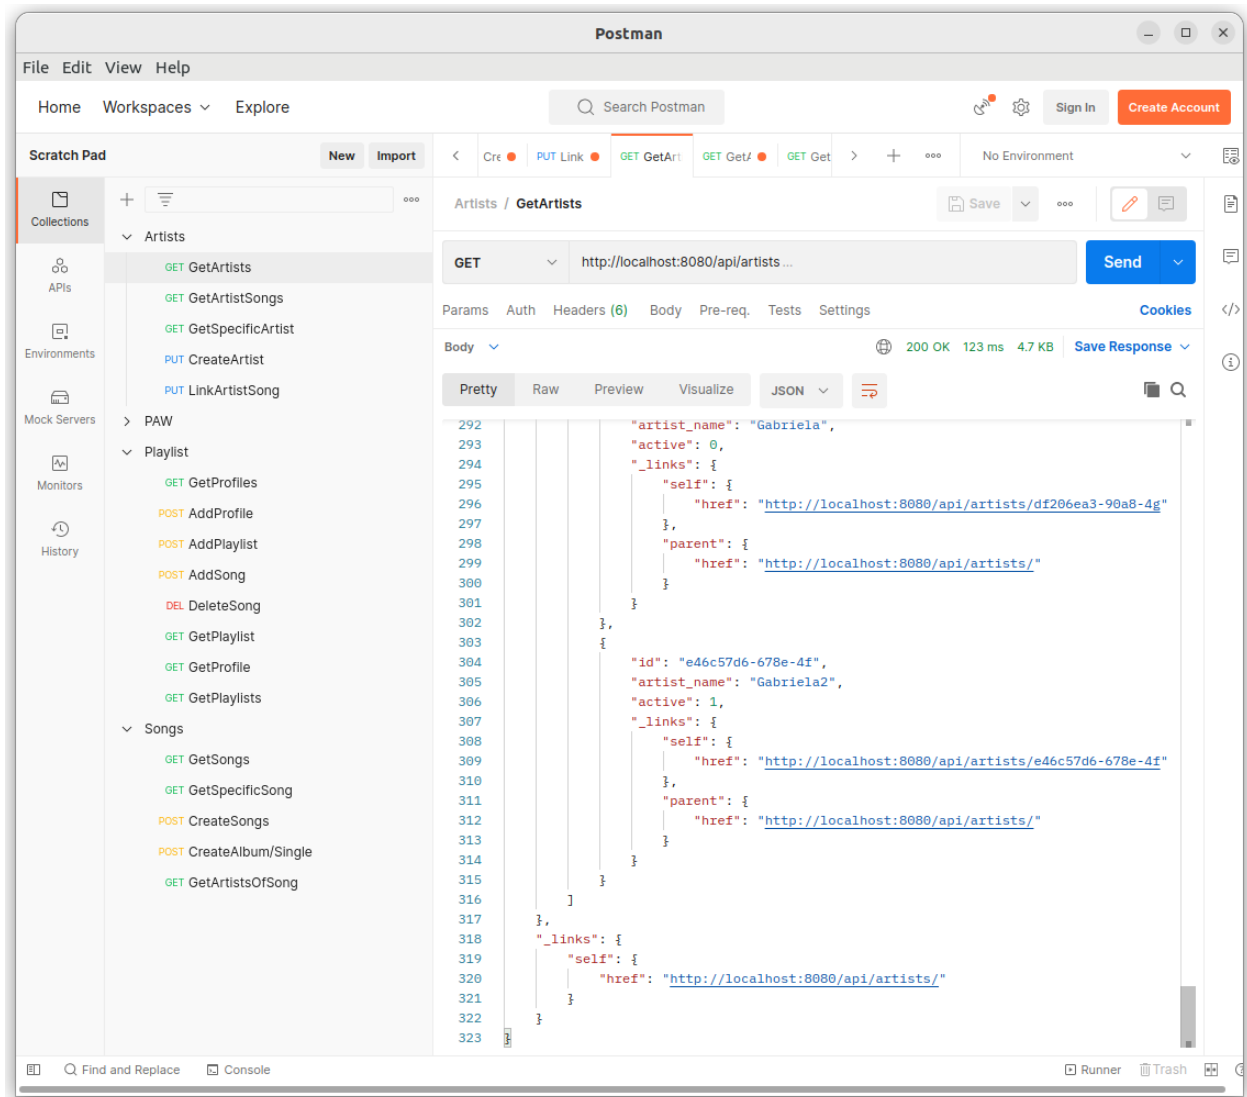 Postman
File Edit View Help
Home Workspaces Explore Search Postman Sign In Create Account
Scratch Pad New Import
Cre PUT Link GET GetArt GET GetA GET Get No Environment
Collections
APIs
Environments
Mock Servers
Monitors
History
Artists
GET GetArtists
GET GetArtistSongs
GET GetSpecificArtist
PUT CreateArtist
PUT LinkArtistSong
PAW
Playlist
GET GetProfiles
POST AddProfile
POST AddPlaylist
POST AddSong
DEL DeleteSong
GET GetPlaylist
GET GetProfile
GET GetPlaylists
Songs
GET GetSongs
GET GetSpecificSong
POST CreateSongs
POST CreateAlbum/Single
GET GetArtistsOfSong
Artists / GetArtists Save
GET http://localhost:8080/api/artists ... Send
Params Auth Headers (6) Body Pre-req. Tests Settings Cookies
Body 200 OK 123 ms 4.7 KB Save Response
Pretty Raw Preview Visualize JSON
292 "artist_name": "Gabriela",
293 "active": 0,
294 "_links": {
295 "self": {
296 "href": "http://localhost:8080/api/artists/df206ea3-90a8-4g"
297 },
298 "parent": {
299 "href": "http://localhost:8080/api/artists/"
300 }
301 }
302 },
303 {
304 "id": "e46c57d6-678e-4f",
305 "artist_name": "Gabriela2",
306 "active": 1,
307 "_links": {
308 "self": {
309 "href": "http://localhost:8080/api/artists/e46c57d6-678e-4f"
310 },
311 "parent": {
312 "href": "http://localhost:8080/api/artists/"
313 }
314 }
315 }
316 ]
317 },
318 "_links": {
319 "self": {
320 "href": "http://localhost:8080/api/artists/"
321 }
322 }
323 }
Find and Replace Console Runner Trash